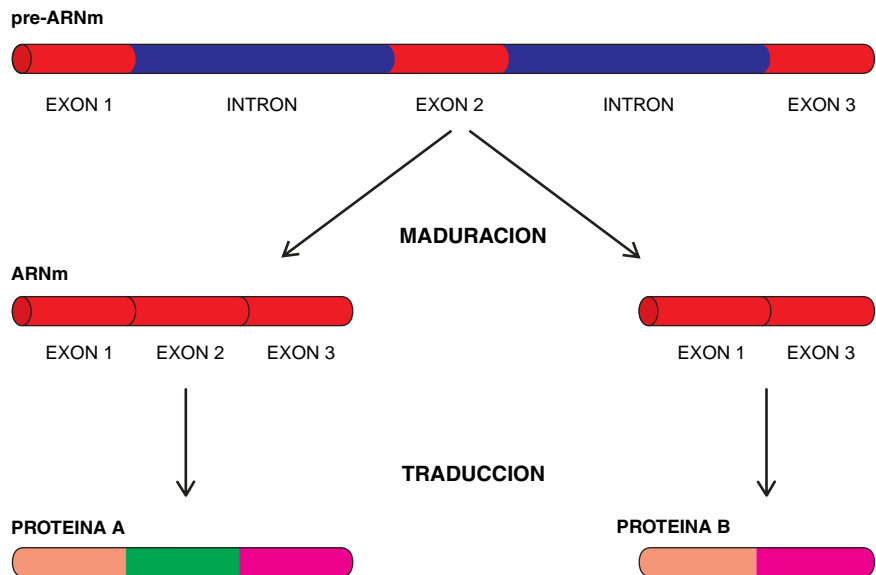 pre-ARNm
EXON 1 INTRON EXON 2 INTRON EXON 3
MADURACION
ARNm
EXON 1 EXON 2 EXON 3 EXON 1 EXON 3
TRADUCCION
PROTEINA A PROTEINA B